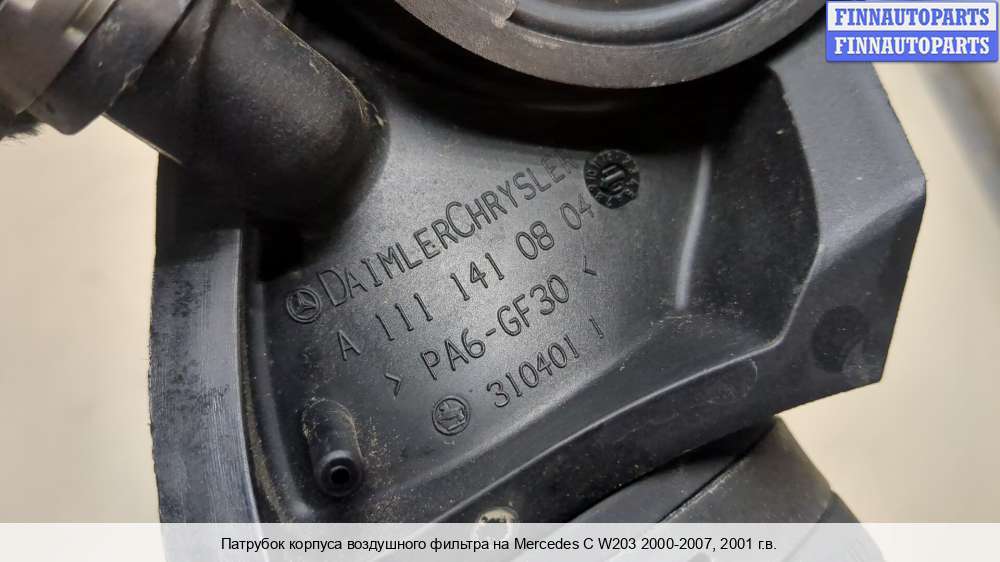 FINNAUTOPARTS
FINNAUTOPARTS
DAIMLERCHRYSLER
A 111 141 08 04
> PA6-GF30 <
310401 1
Патрубок корпуса воздушного фильтра на Mercedes C W203 2000-2007, 2001 г.в.